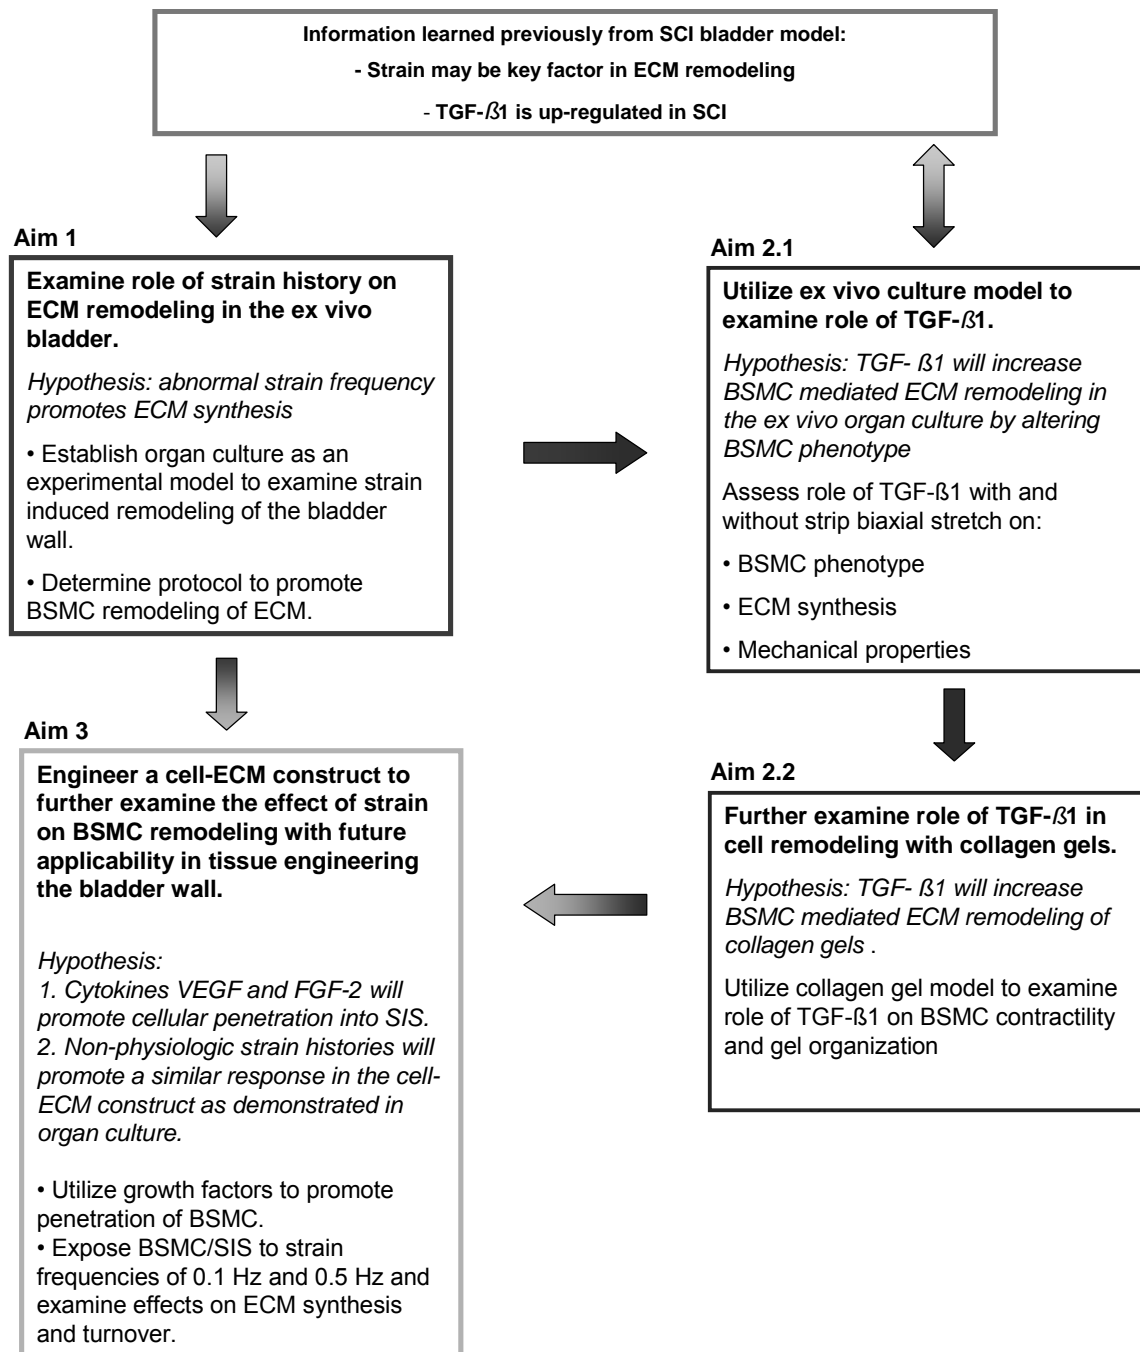 Information learned previously from SCI bladder model:
- Strain may be key factor in ECM remodeling
- TGF-ß1 is up-regulated in SCI
Aim 1
Examine role of strain history on
ECM remodeling in the ex vivo
bladder.
Hypothesis: abnormal strain frequency
promotes ECM synthesis
• Establish organ culture as an
experimental model to examine strain
induced remodeling of the bladder
wall.
• Determine protocol to promote
BSMC remodeling of ECM.
Aim 2.1
Utilize ex vivo culture model to
examine role of TGF-ß1.
Hypothesis: TGF- ß1 will increase
BSMC mediated ECM remodeling in
the ex vivo organ culture by altering
BSMC phenotype
Assess role of TGF-ß1 with and
without strip biaxial stretch on:
• BSMC phenotype
• ECM synthesis
• Mechanical properties
Aim 2.2
Further examine role of TGF-ß1 in
cell remodeling with collagen gels.
Hypothesis: TGF- ß1 will increase
BSMC mediated ECM remodeling of
collagen gels .
Utilize collagen gel model to examine
role of TGF-ß1 on BSMC contractility
and gel organization
Aim 3
Engineer a cell-ECM construct to
further examine the effect of strain
on BSMC remodeling with future
applicability in tissue engineering
the bladder wall.
Hypothesis:
1. Cytokines VEGF and FGF-2 will
promote cellular penetration into SIS.
2. Non-physiologic strain histories will
promote a similar response in the cell-
ECM construct as demonstrated in
organ culture.
• Utilize growth factors to promote
penetration of BSMC.
• Expose BSMC/SIS to strain
frequencies of 0.1 Hz and 0.5 Hz and
examine effects on ECM synthesis
and turnover.